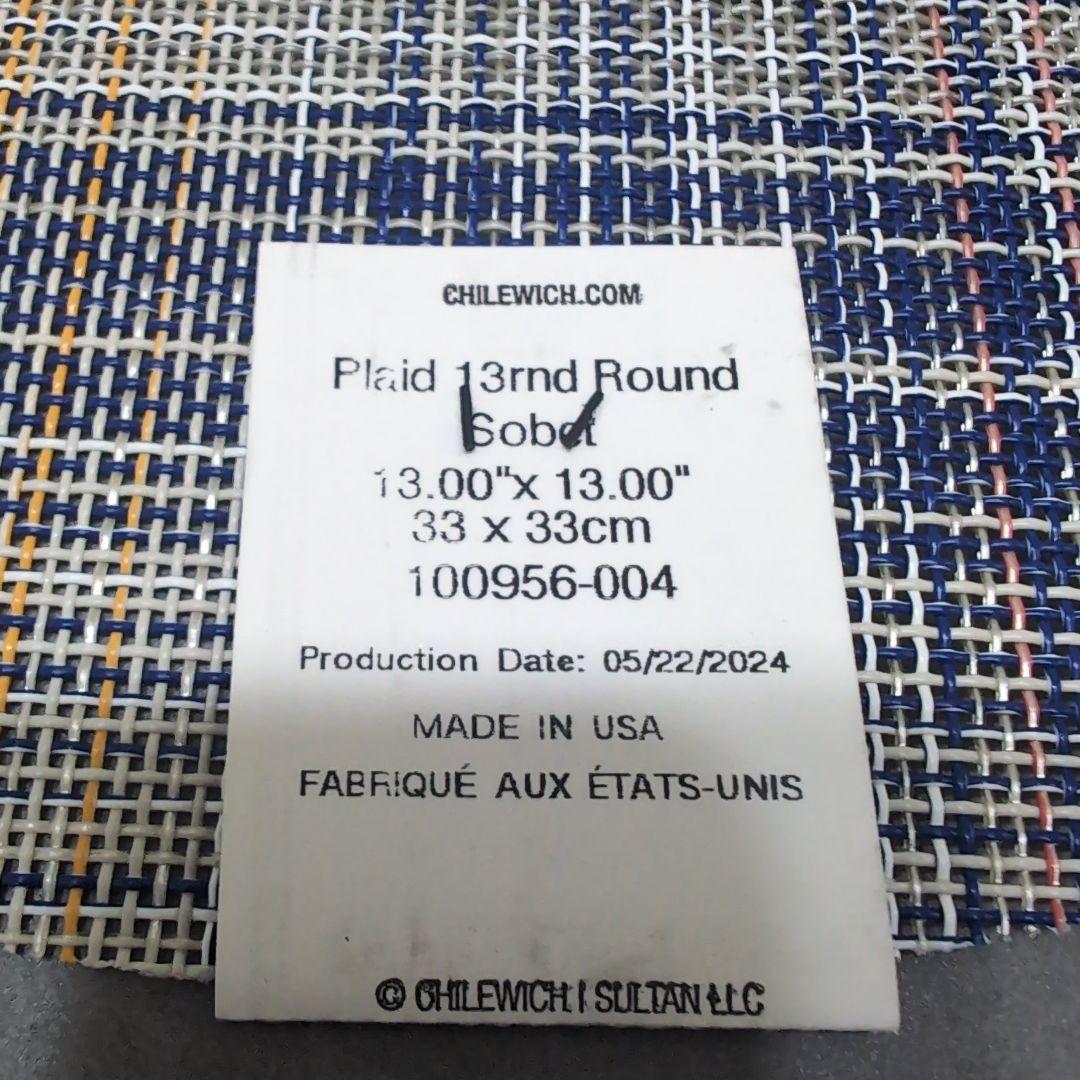 CHILEWICH.COM
Plaid 13rnd Round
13.00"x 13.00"
33 x 33cm
100956-004
Production Date: 05/22/2024
MADE IN USA
FABRIQUÉ AUX ÉTATS-UNIS
© CHILEWICH | SULTAN LLC